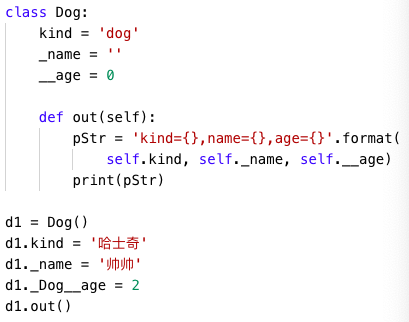 class Dog:
    kind = 'dog'
    _name = ''
    __age = 0

    def out(self):
        pStr = 'kind={},name={},age={}'.format(
            self.kind, self._name, self.__age)
        print(pStr)

d1 = Dog()
d1.kind = '哈士奇'
d1._name = '帅帅'
d1._Dog__age = 2
d1.out()